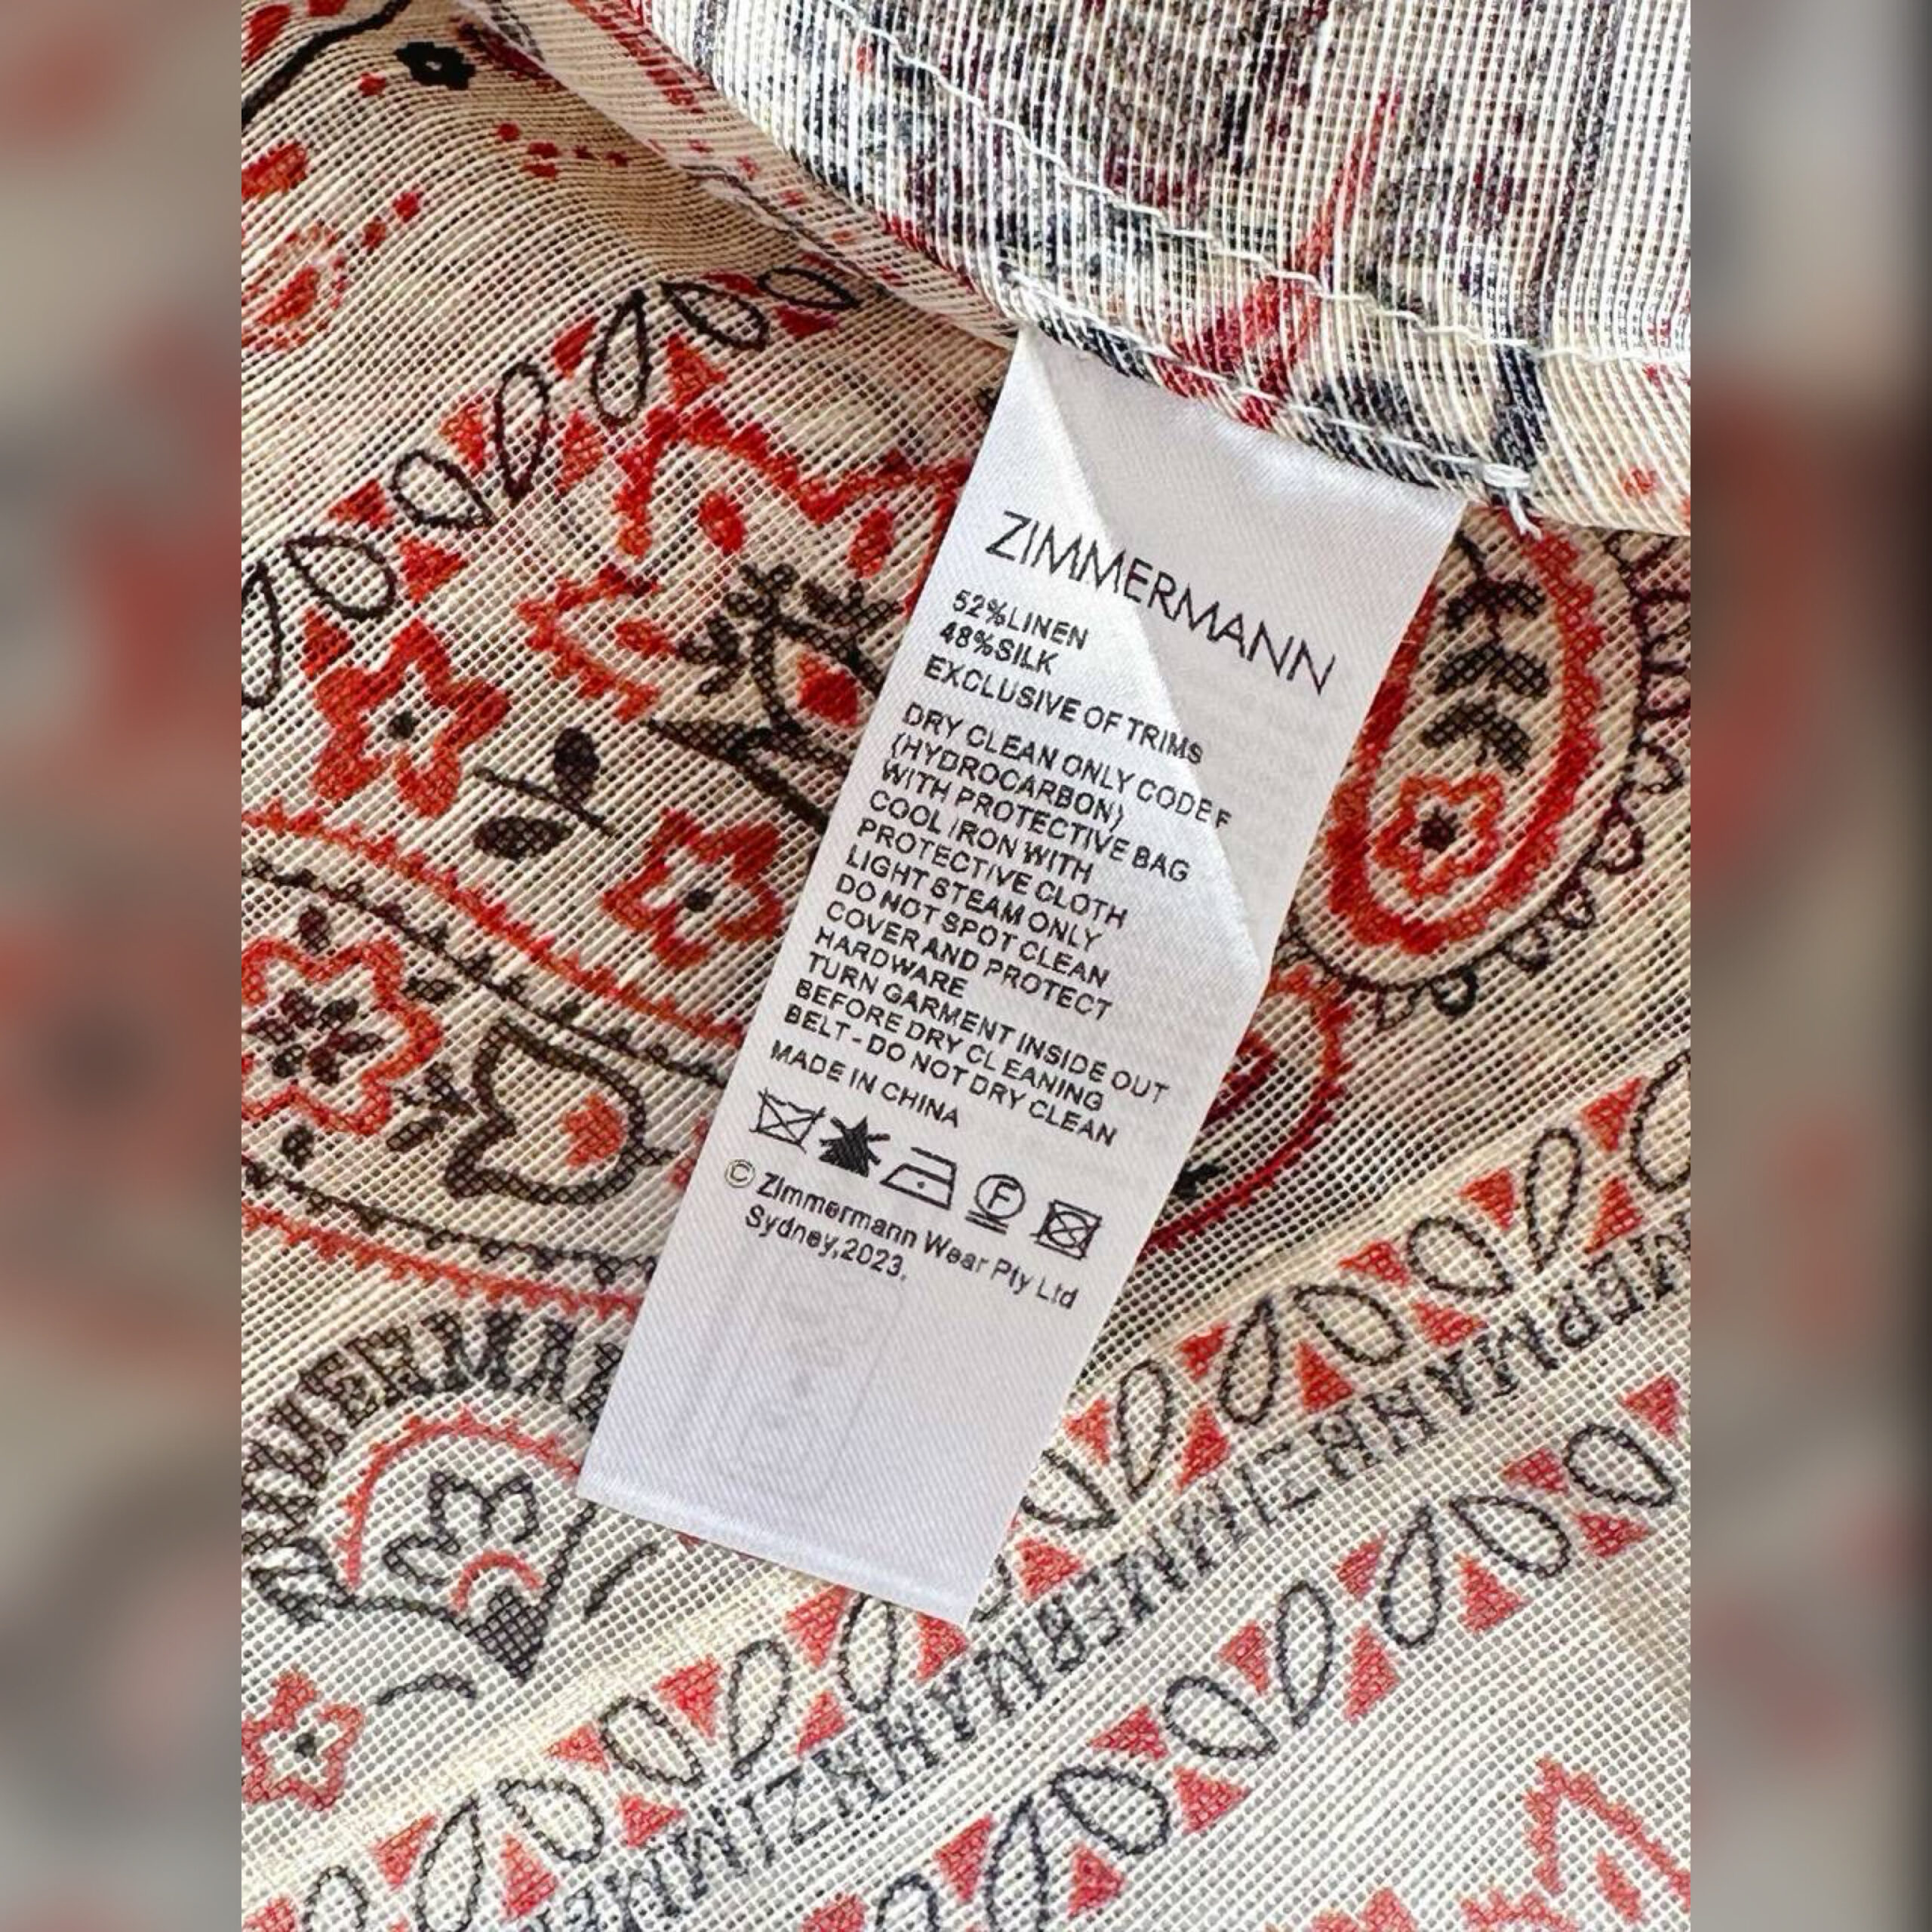 ZIMMERMANN
52%LINEN
48%SILK
EXCLUSIVE OF TRIMS
DRY CLEAN ONLY CODE F
(HYDROCARBON)
WITH PROTECTIVE BAG
COOL IRON WITH
PROTECTIVE CLOTH
LIGHT STEAM ONLY
DO NOT SPOT CLEAN
COVER AND PROTECT
HARDWARE
TURN GARMENT INSIDE OUT
BEFORE DRY CLEANING
BELT - DO NOT DRY CLEAN
MADE IN CHINA
F
© Zimmermann Wear Pty Ltd
Sydney,2023.